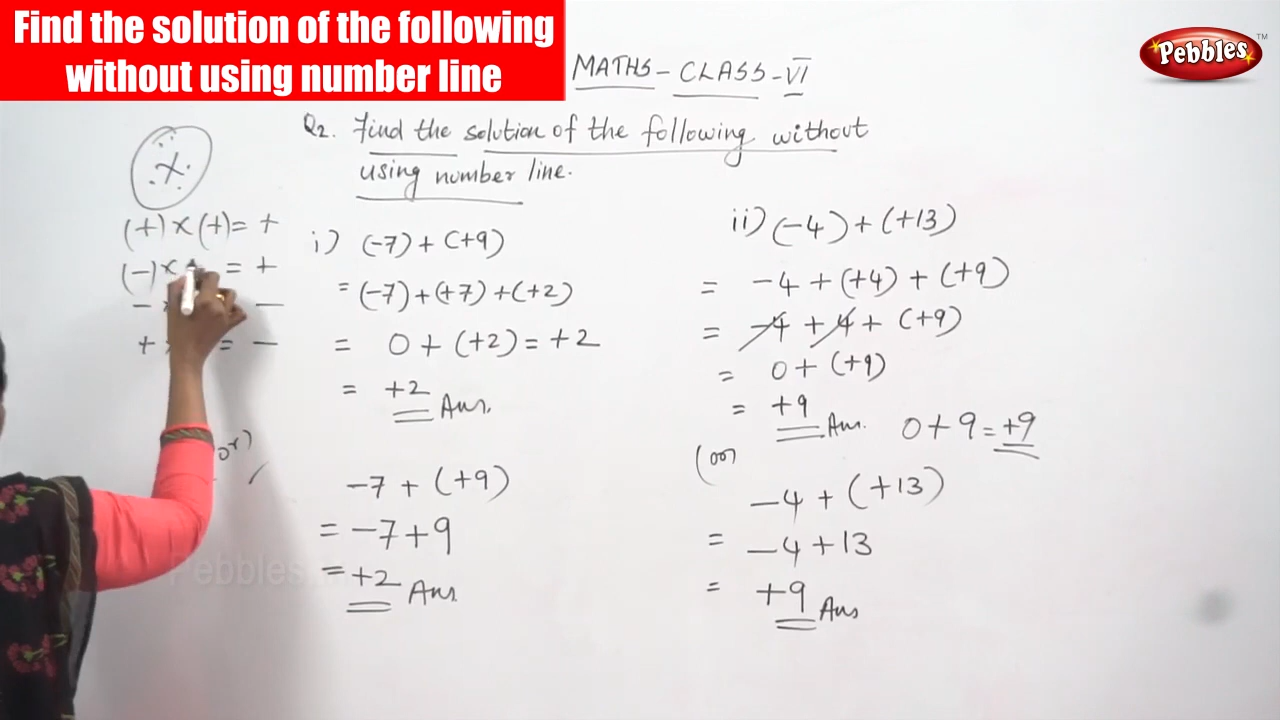 Find the solution of the following
without using number line
Pebbles TM
MATHS - CLASS - VI
Q2. Find the solution of the following without
using number line.
(+) × (+) = +
(-) × = +
- = -
+ = -
i) (-7) + (+9)
= (-7) + (+7) + (+2)
= 0 + (+2) = +2
= +2 Ans.
or)
-7 + (+9)
= -7 + 9
= +2 Ans
ii) (-4) + (+13)
= -4 + (+4) + (+9)
= -4 + 4 + (+9)
= 0 + (+9)
= +9 Ans. 0 + 9 = +9
(or)
-4 + (+13)
= -4 + 13
= +9 Ans
Pebbles